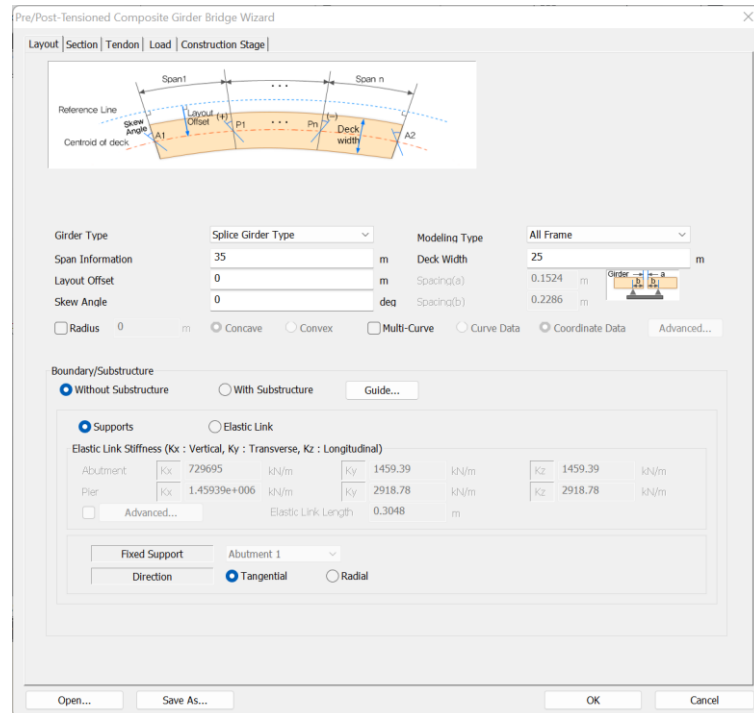 Pre/Post-Tensioned Composite Girder Bridge Wizard
Layout Section Tendon Load Construction Stage
Span1 ... Span n
Reference Line
Skew Angle
Layout Offset
(+) P1 ... Pn (-)
A1
A2
Deck width
Centroid of deck
Girder Type Splice Girder Type Modeling Type All Frame
Span Information 35 m Deck Width 25 m
Layout Offset 0 m Spacing(a) 0.1524 m
Girder a
b b
Skew Angle 0 deg Spacing(b) 0.2286 m
Radius 0 m Concave Convex Multi-Curve Curve Data Coordinate Data Advanced...
Boundary/Substructure
Without Substructure With Substructure Guide...
Supports Elastic Link
Elastic Link Stiffness (Kx : Vertical, Ky : Transverse, Kz : Longitudinal)
Abutment Kx 729695 kN/m Ky 1459.39 kN/m Kz 1459.39 kN/m
Pier Kx 1.45939e+006 kN/m Ky 2918.78 kN/m Kz 2918.78 kN/m
Advanced... Elastic Link Length 0.3048 m
Fixed Support Abutment 1
Direction Tangential Radial
Open... Save As... OK Cancel